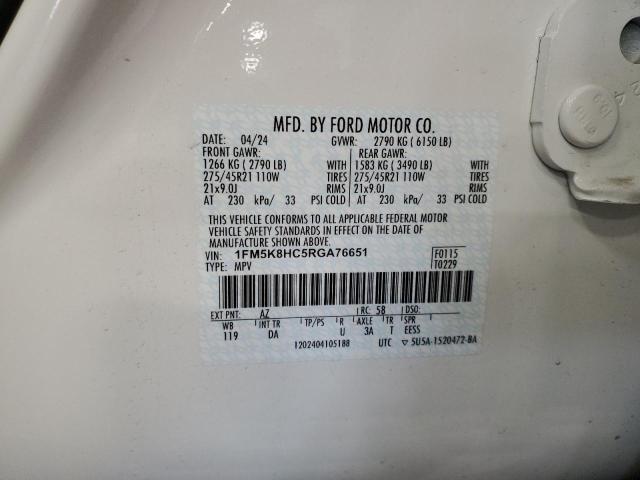 MFD. BY FORD MOTOR CO.
DATE: 04/24 GVWR: 2790 KG ( 6150 LB)
FRONT GAWR: REAR GAWR:
1266 KG ( 2790 LB) WITH 1583 KG ( 3490 LB) WITH
275/45R21 110W TIRES 275/45R21 110W TIRES
21x9.0J RIMS 21x9.0J RIMS
AT 230 kPa/ 33 PSI COLD AT 230 kPa/ 33 PSI COLD
THIS VEHICLE CONFORMS TO ALL APPLICABLE FEDERAL MOTOR
VEHICLE SAFETY STANDARDS IN EFFECT ON THE DATE OF
MANUFACTURE SHOWN ABOVE.
VIN: 1FM5K8HC5RGA76651 F0115
TYPE: MPV T0229
EXT PNT: AZ RC: 58 DSO:
WB INT TR TP/PS R AXLE TR SPR
119 DA U 3A T EESS
1202404105188 UTC ▽ 5U5A-1520472-BA